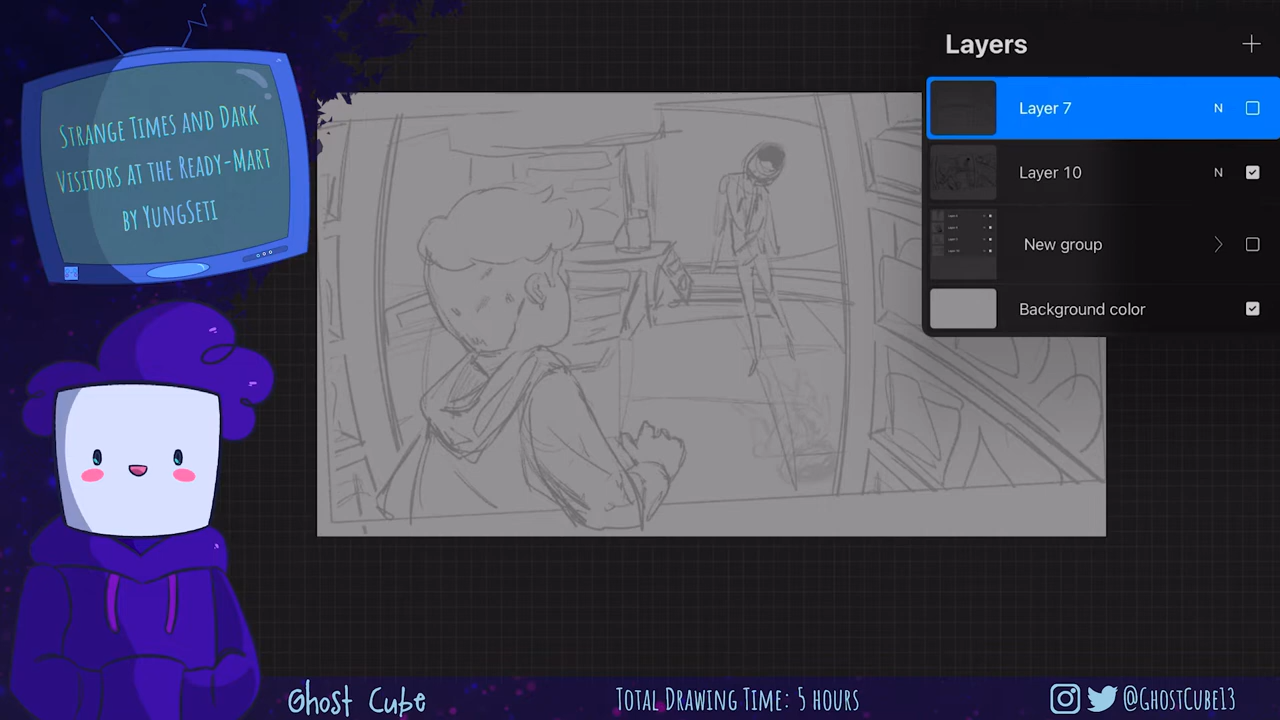 Strange Times and Dark
Visitors at the Ready-Mart
by YungSeti
Layers
Layer 7
N
Layer 10
N
New group
Background color
Ghost Cube
Total Drawing Time: 5 hours
@GhostCube13